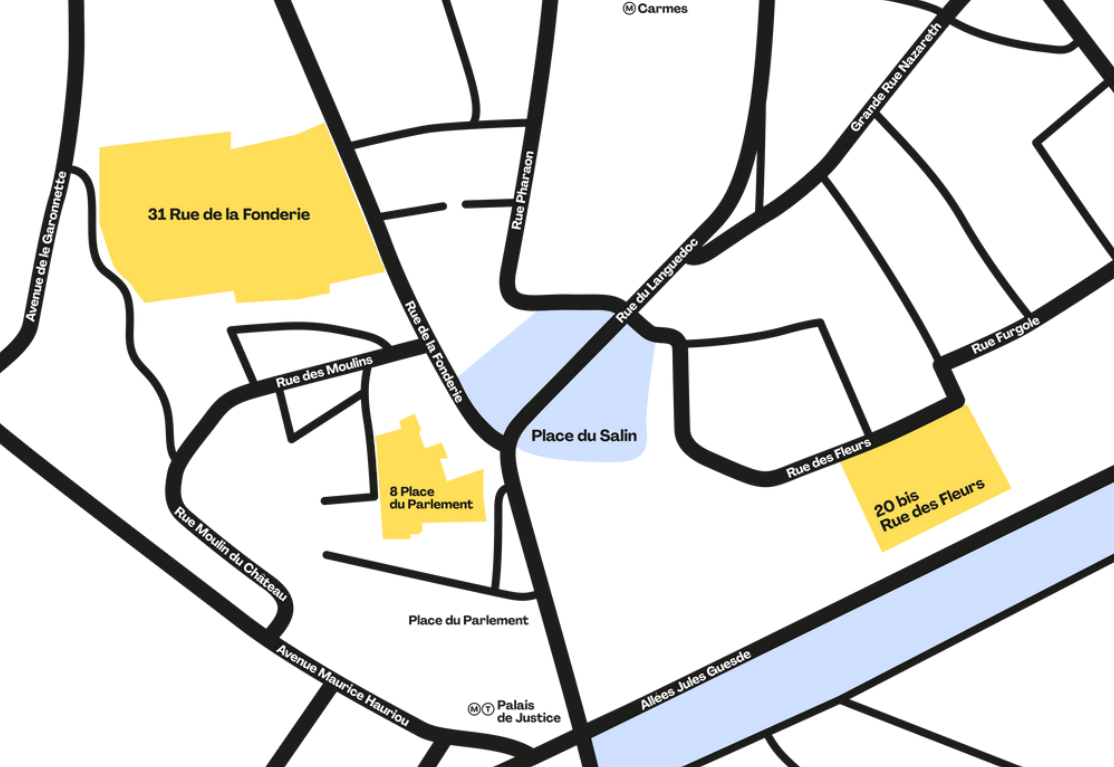 Ⓜ Carmes
Grande Rue Nazareth
Avenue de le Garonnette
31 Rue de la Fonderie
Rue Pharaon
Rue du Languedoc
Rue de la Fonderie
Rue Furgole
Rue des Moulins
Place du Salin
Rue des Fleurs
8 Place
du Parlement
20 bis
Rue des Fleurs
Rue Moulin du Château
Place du Parlement
Avenue Maurice Hauriou
Allées Jules Guesde
Ⓜ Ⓣ Palais
de Justice